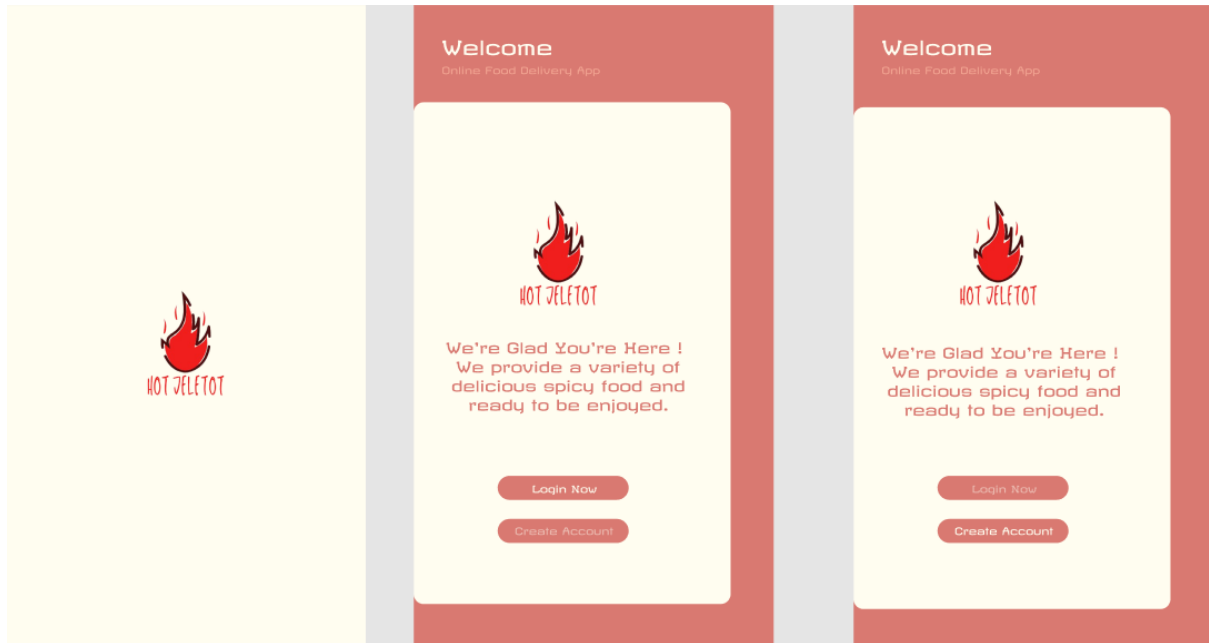 HOT JELETOT
Welcome
Online Food Delivery App
HOT JELETOT
We're Glad You're Here !
We provide a variety of
delicious spicy food and
ready to be enjoyed.
Login Now
Create Account
Welcome
Online Food Delivery App
HOT JELETOT
We're Glad You're Here !
We provide a variety of
delicious spicy food and
ready to be enjoyed.
Login Now
Create Account